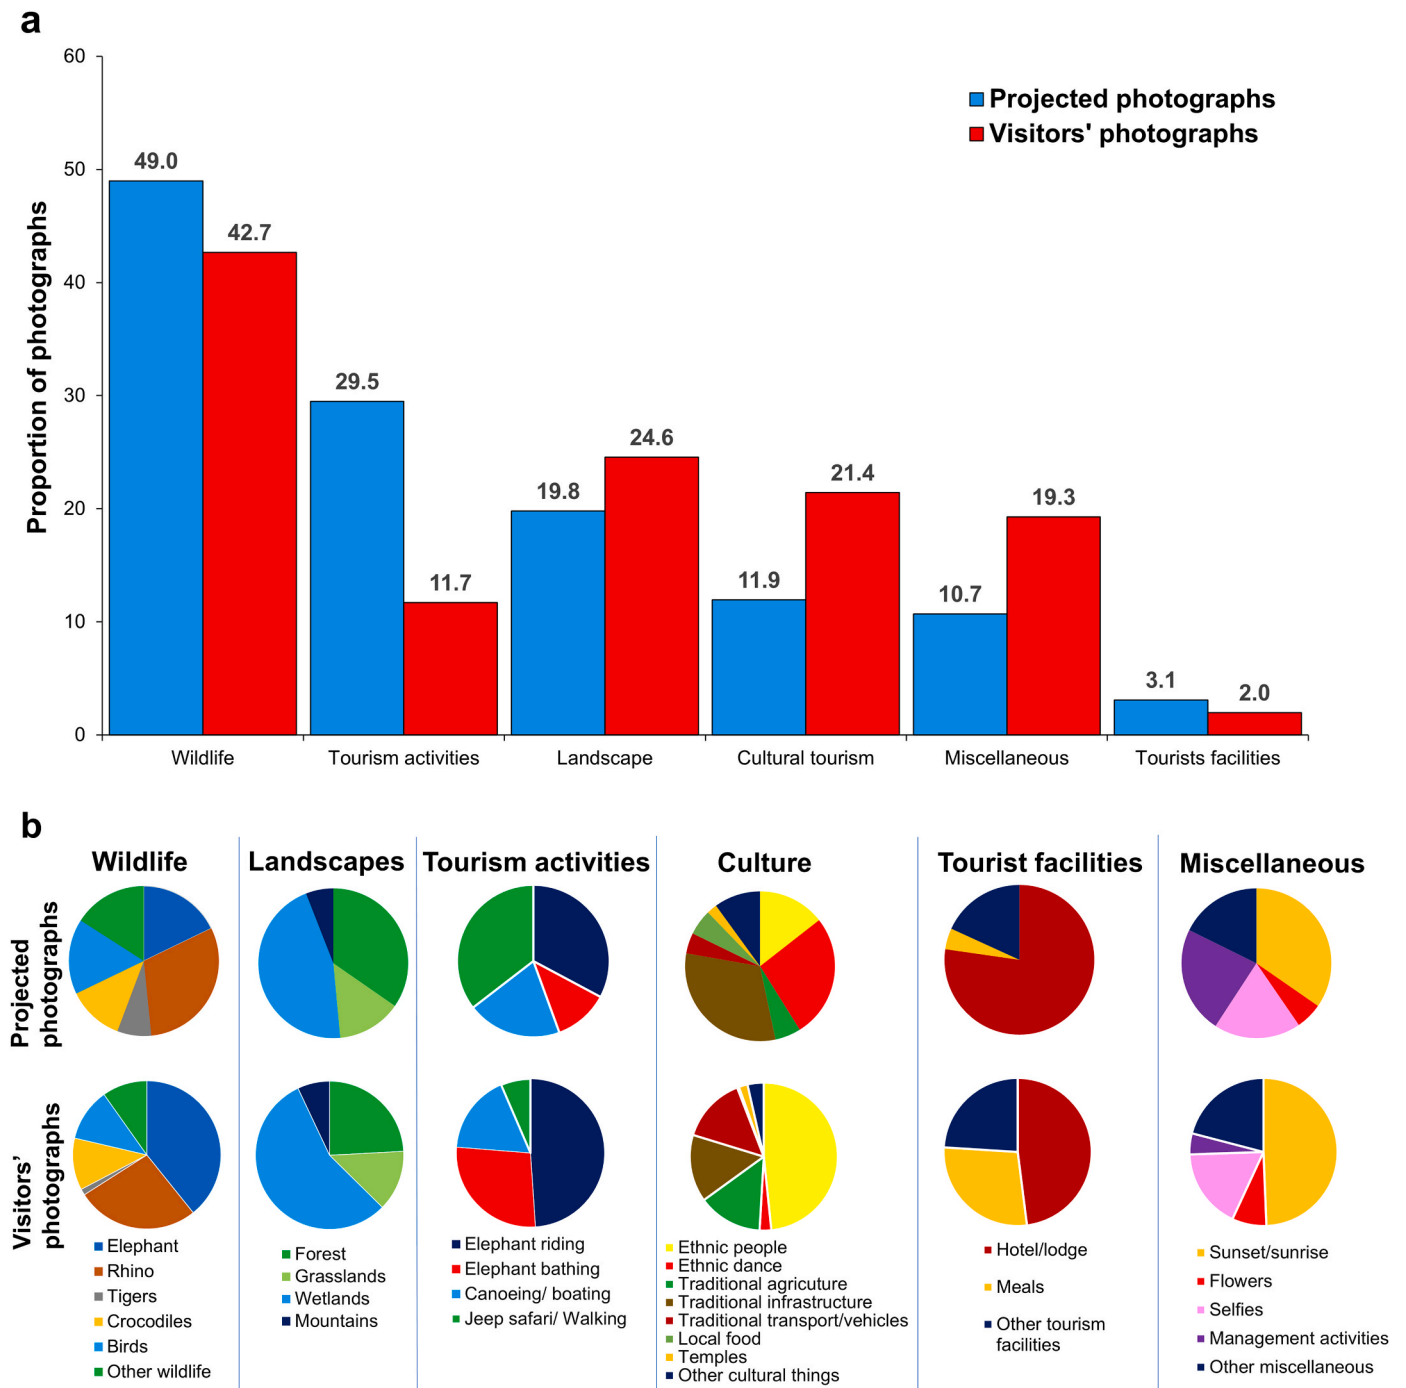 a
60
50
40
30
20
10
0
Proportion of photographs
Projected photographs
Visitors' photographs
49.0
42.7
29.5
11.7
19.8
24.6
11.9
21.4
10.7
19.3
3.1
2.0
Wildlife
Tourism activities
Landscape
Cultural tourism
Miscellaneous
Tourists facilities
b
Wildlife
Landscapes
Tourism activities
Culture
Tourist facilities
Miscellaneous
Projected
photographs
Visitors’
photographs
Elephant
Rhino
Tigers
Crocodiles
Birds
Other wildlife
Forest
Grasslands
Wetlands
Mountains
Elephant riding
Elephant bathing
Canoeing/ boating
Jeep safari/ Walking
Ethnic people
Ethnic dance
Traditional agricuture
Traditional infrastructure
Traditional transport/vehicles
Local food
Temples
Other cultural things
Hotel/lodge
Meals
Other tourism
facilities
Sunset/sunrise
Flowers
Selfies
Management activities
Other miscellaneous